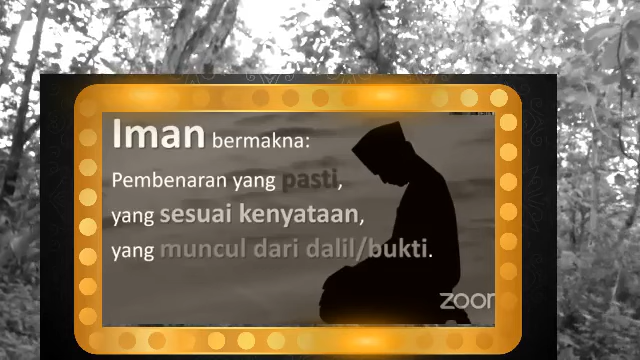 Iman bermakna:
Pembenaran yang pasti,
yang sesuai kenyataan,
yang muncul dari dalil/bukti.
zoom